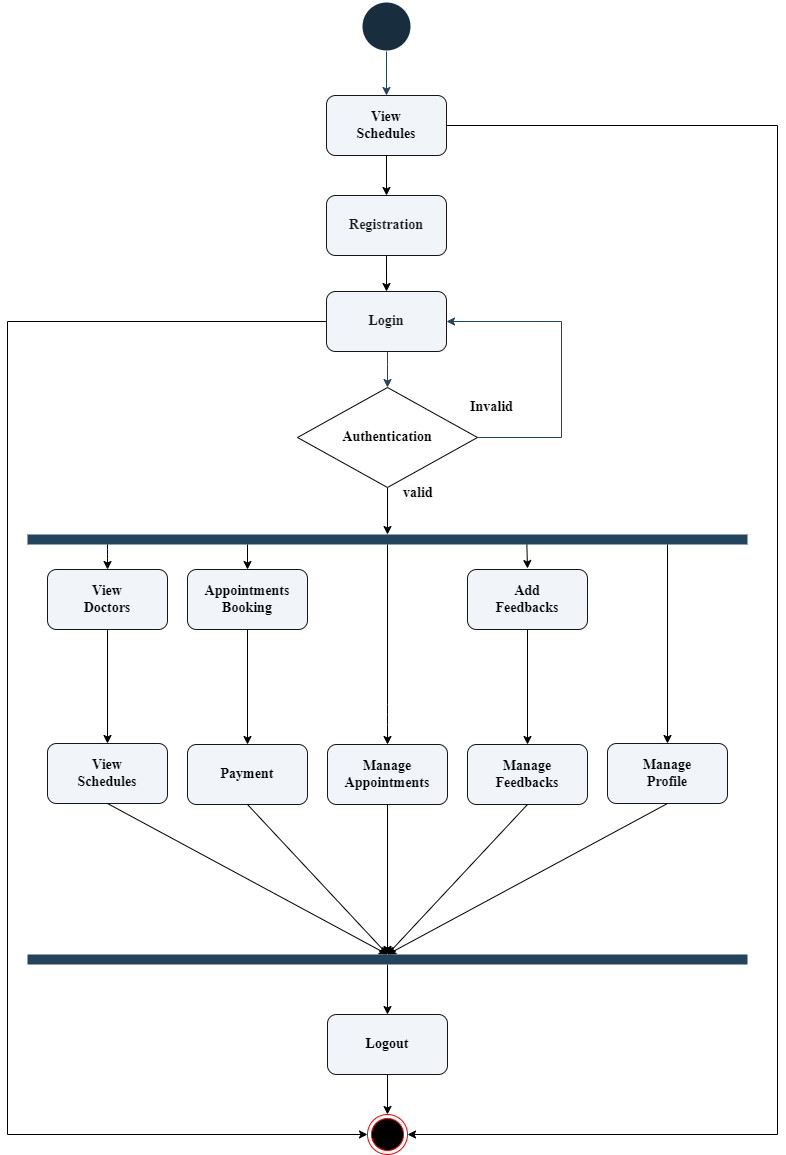 View
Schedules
Registration
Login
Invalid
Authentication
valid
View
Doctors
Appointments
Booking
Add
Feedbacks
View
Schedules
Payment
Manage
Appointments
Manage
Feedbacks
Manage
Profile
Logout